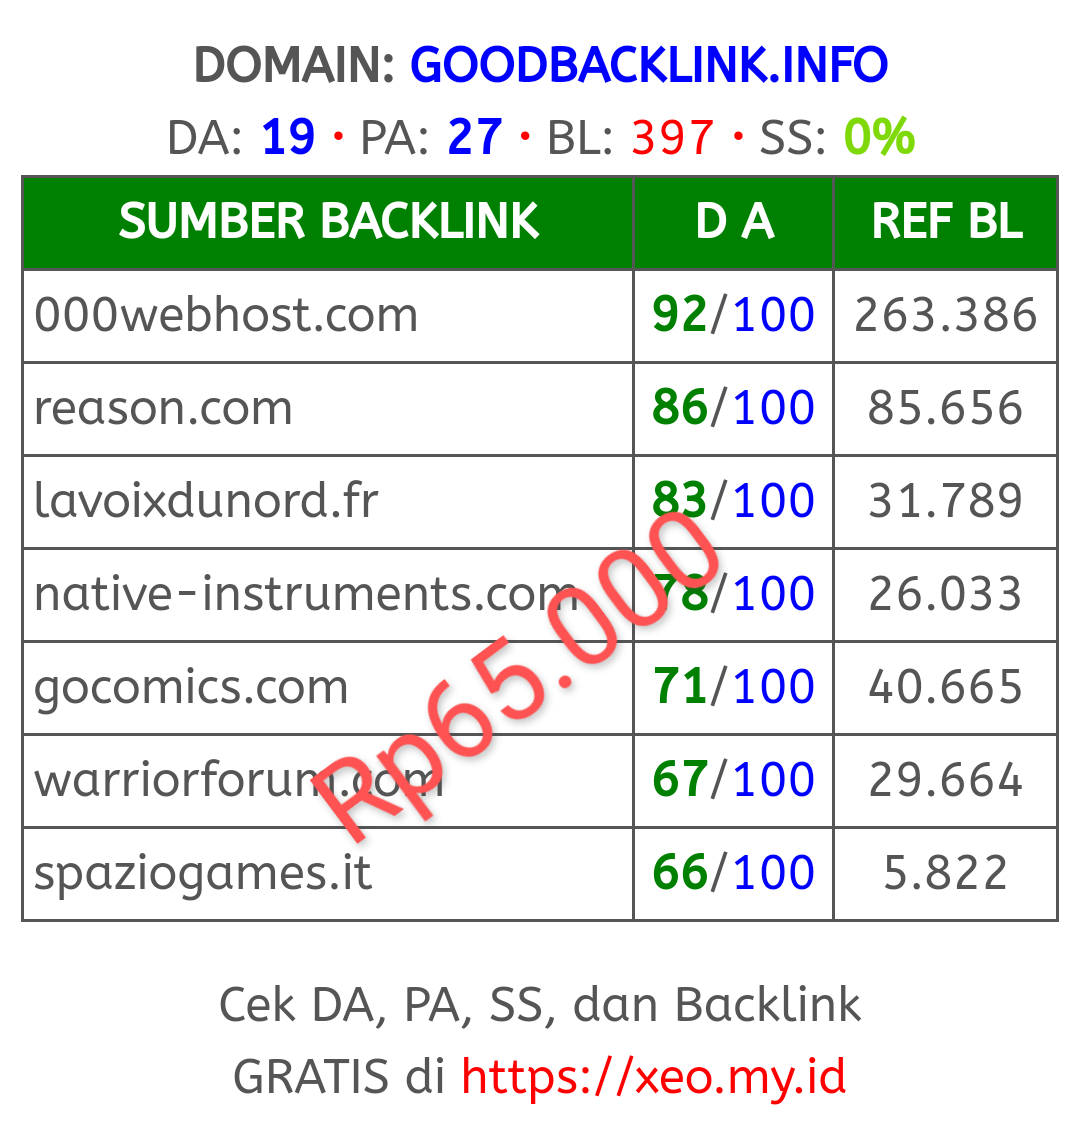 DOMAIN: GOODBACKLINK.INFO
DA: 19 • PA: 27 • BL: 397 • SS: 0%
SUMBER BACKLINK D A REF BL
000webhost.com 92/100 263.386
reason.com 86/100 85.656
lavoixdunord.fr 83/100 31.789
native-instruments.com 78/100 26.033
gocomics.com 71/100 40.665
warriorforum.com 67/100 29.664
spaziogames.it 66/100 5.822
Rp65.000
Cek DA, PA, SS, dan Backlink
GRATIS di https://xeo.my.id